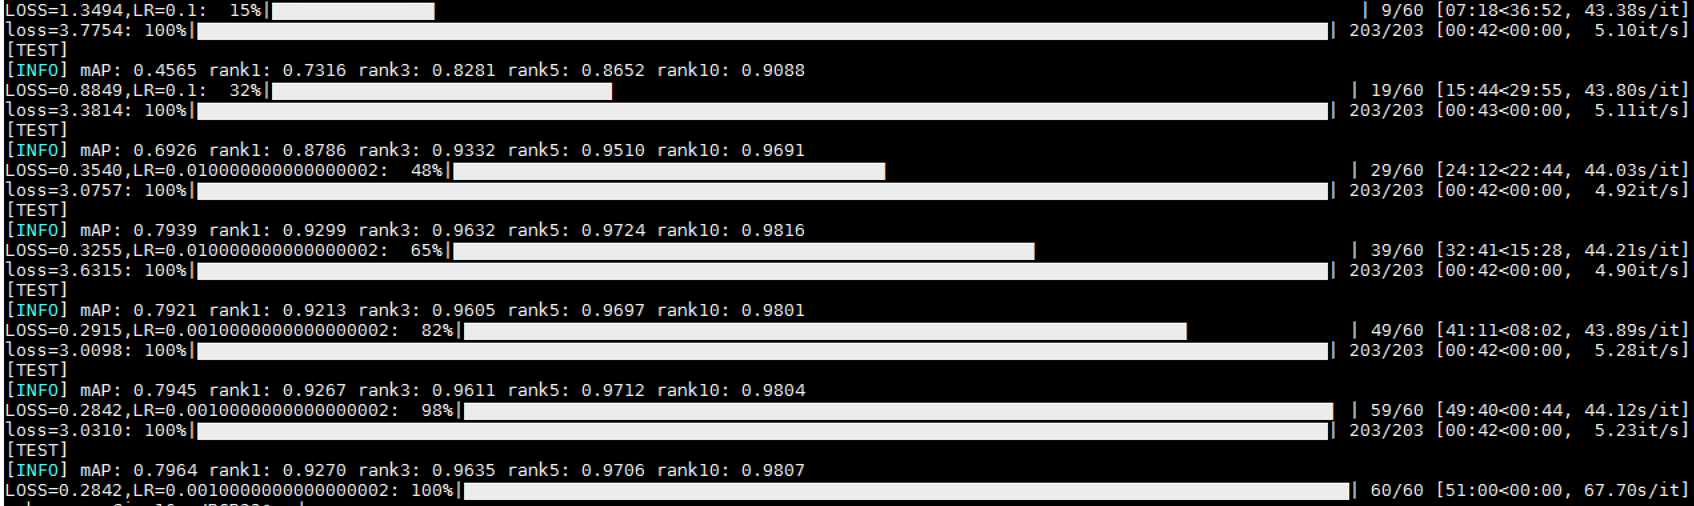 LOSS=1.3494,LR=0.1:  15%| | 9/60 [07:18<36:52, 43.38s/it]
loss=3.7754: 100%| | 203/203 [00:42<00:00,  5.10it/s]
[TEST]
[INFO] mAP: 0.4565 rank1: 0.7316 rank3: 0.8281 rank5: 0.8652 rank10: 0.9088
LOSS=0.8849,LR=0.1:  32%| | 19/60 [15:44<29:55, 43.80s/it]
loss=3.3814: 100%| | 203/203 [00:43<00:00,  5.11it/s]
[TEST]
[INFO] mAP: 0.6926 rank1: 0.8786 rank3: 0.9332 rank5: 0.9510 rank10: 0.9691
LOSS=0.3540,LR=0.010000000000000002:  48%| | 29/60 [24:12<22:44, 44.03s/it]
loss=3.0757: 100%| | 203/203 [00:42<00:00,  4.92it/s]
[TEST]
[INFO] mAP: 0.7939 rank1: 0.9299 rank3: 0.9632 rank5: 0.9724 rank10: 0.9816
LOSS=0.3255,LR=0.010000000000000002:  65%| | 39/60 [32:41<15:28, 44.21s/it]
loss=3.6315: 100%| | 203/203 [00:42<00:00,  4.90it/s]
[TEST]
[INFO] mAP: 0.7921 rank1: 0.9213 rank3: 0.9605 rank5: 0.9697 rank10: 0.9801
LOSS=0.2915,LR=0.0010000000000000002:  82%| | 49/60 [41:11<08:02, 43.89s/it]
loss=3.0098: 100%| | 203/203 [00:42<00:00,  5.28it/s]
[TEST]
[INFO] mAP: 0.7945 rank1: 0.9267 rank3: 0.9611 rank5: 0.9712 rank10: 0.9804
LOSS=0.2842,LR=0.0010000000000000002:  98%| | 59/60 [49:40<00:44, 44.12s/it]
loss=3.0310: 100%| | 203/203 [00:42<00:00,  5.23it/s]
[TEST]
[INFO] mAP: 0.7964 rank1: 0.9270 rank3: 0.9635 rank5: 0.9706 rank10: 0.9807
LOSS=0.2842,LR=0.0010000000000000002: 100%| | 60/60 [51:00<00:00, 67.70s/it]